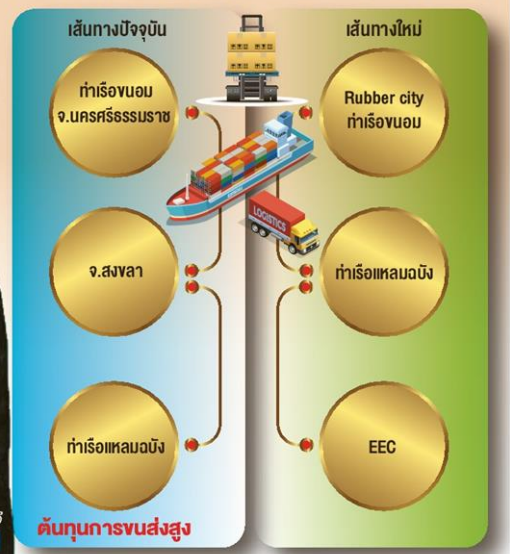 เส้นทางปัจจุบัน
ท่าเรือขนอม
จ.นครศรีธรรมราช
จ.สงขลา
ท่าเรือแหลมฉบัง
ต้นทุนการขนส่งสูง
เส้นทางใหม่
Rubber city
ท่าเรือขนอม
LOGISTICS
ท่าเรือแหลมฉบัง
EEC